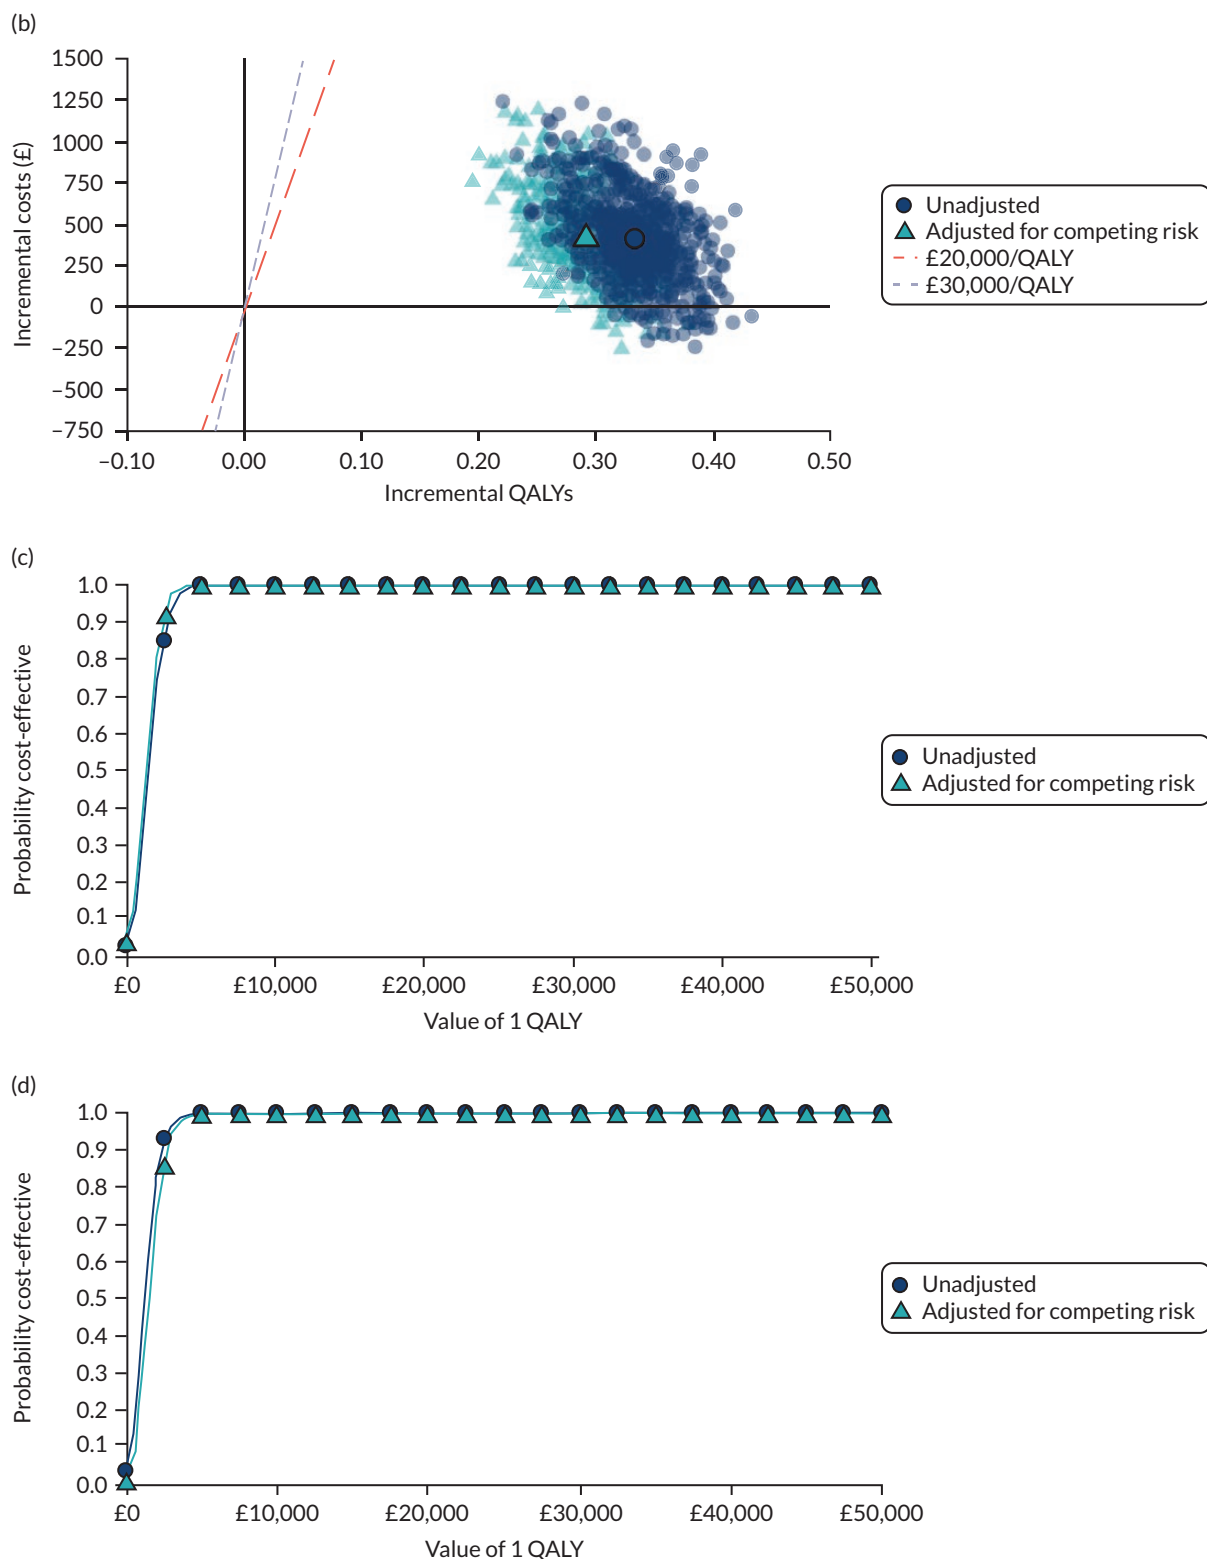 (b)
1500
1250
1000
750
500
250
0
−250
−500
−750
−0.10 0.00 0.10 0.20 0.30 0.40 0.50
Incremental costs (£)
Incremental QALYs
Unadjusted
Adjusted for competing risk
£20,000/QALY
£30,000/QALY
(c)
1.0
0.9
0.8
0.7
0.6
0.5
0.4
0.3
0.2
0.1
0.0
£0 £10,000 £20,000 £30,000 £40,000 £50,000
Probability cost-effective
Value of 1 QALY
Unadjusted
Adjusted for competing risk
(d)
1.0
0.9
0.8
0.7
0.6
0.5
0.4
0.3
0.2
0.1
0.0
£0 £10,000 £20,000 £30,000 £40,000 £50,000
Probability cost-effective
Value of 1 QALY
Unadjusted
Adjusted for competing risk